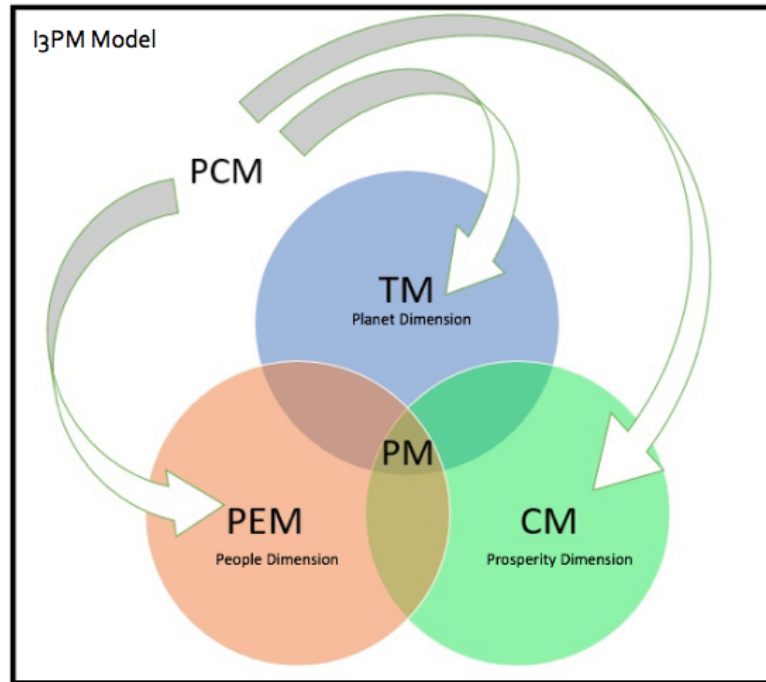 I3PM Model
PCM
TM
Planet Dimension
PM
PEM
People Dimension
CM
Prosperity Dimension